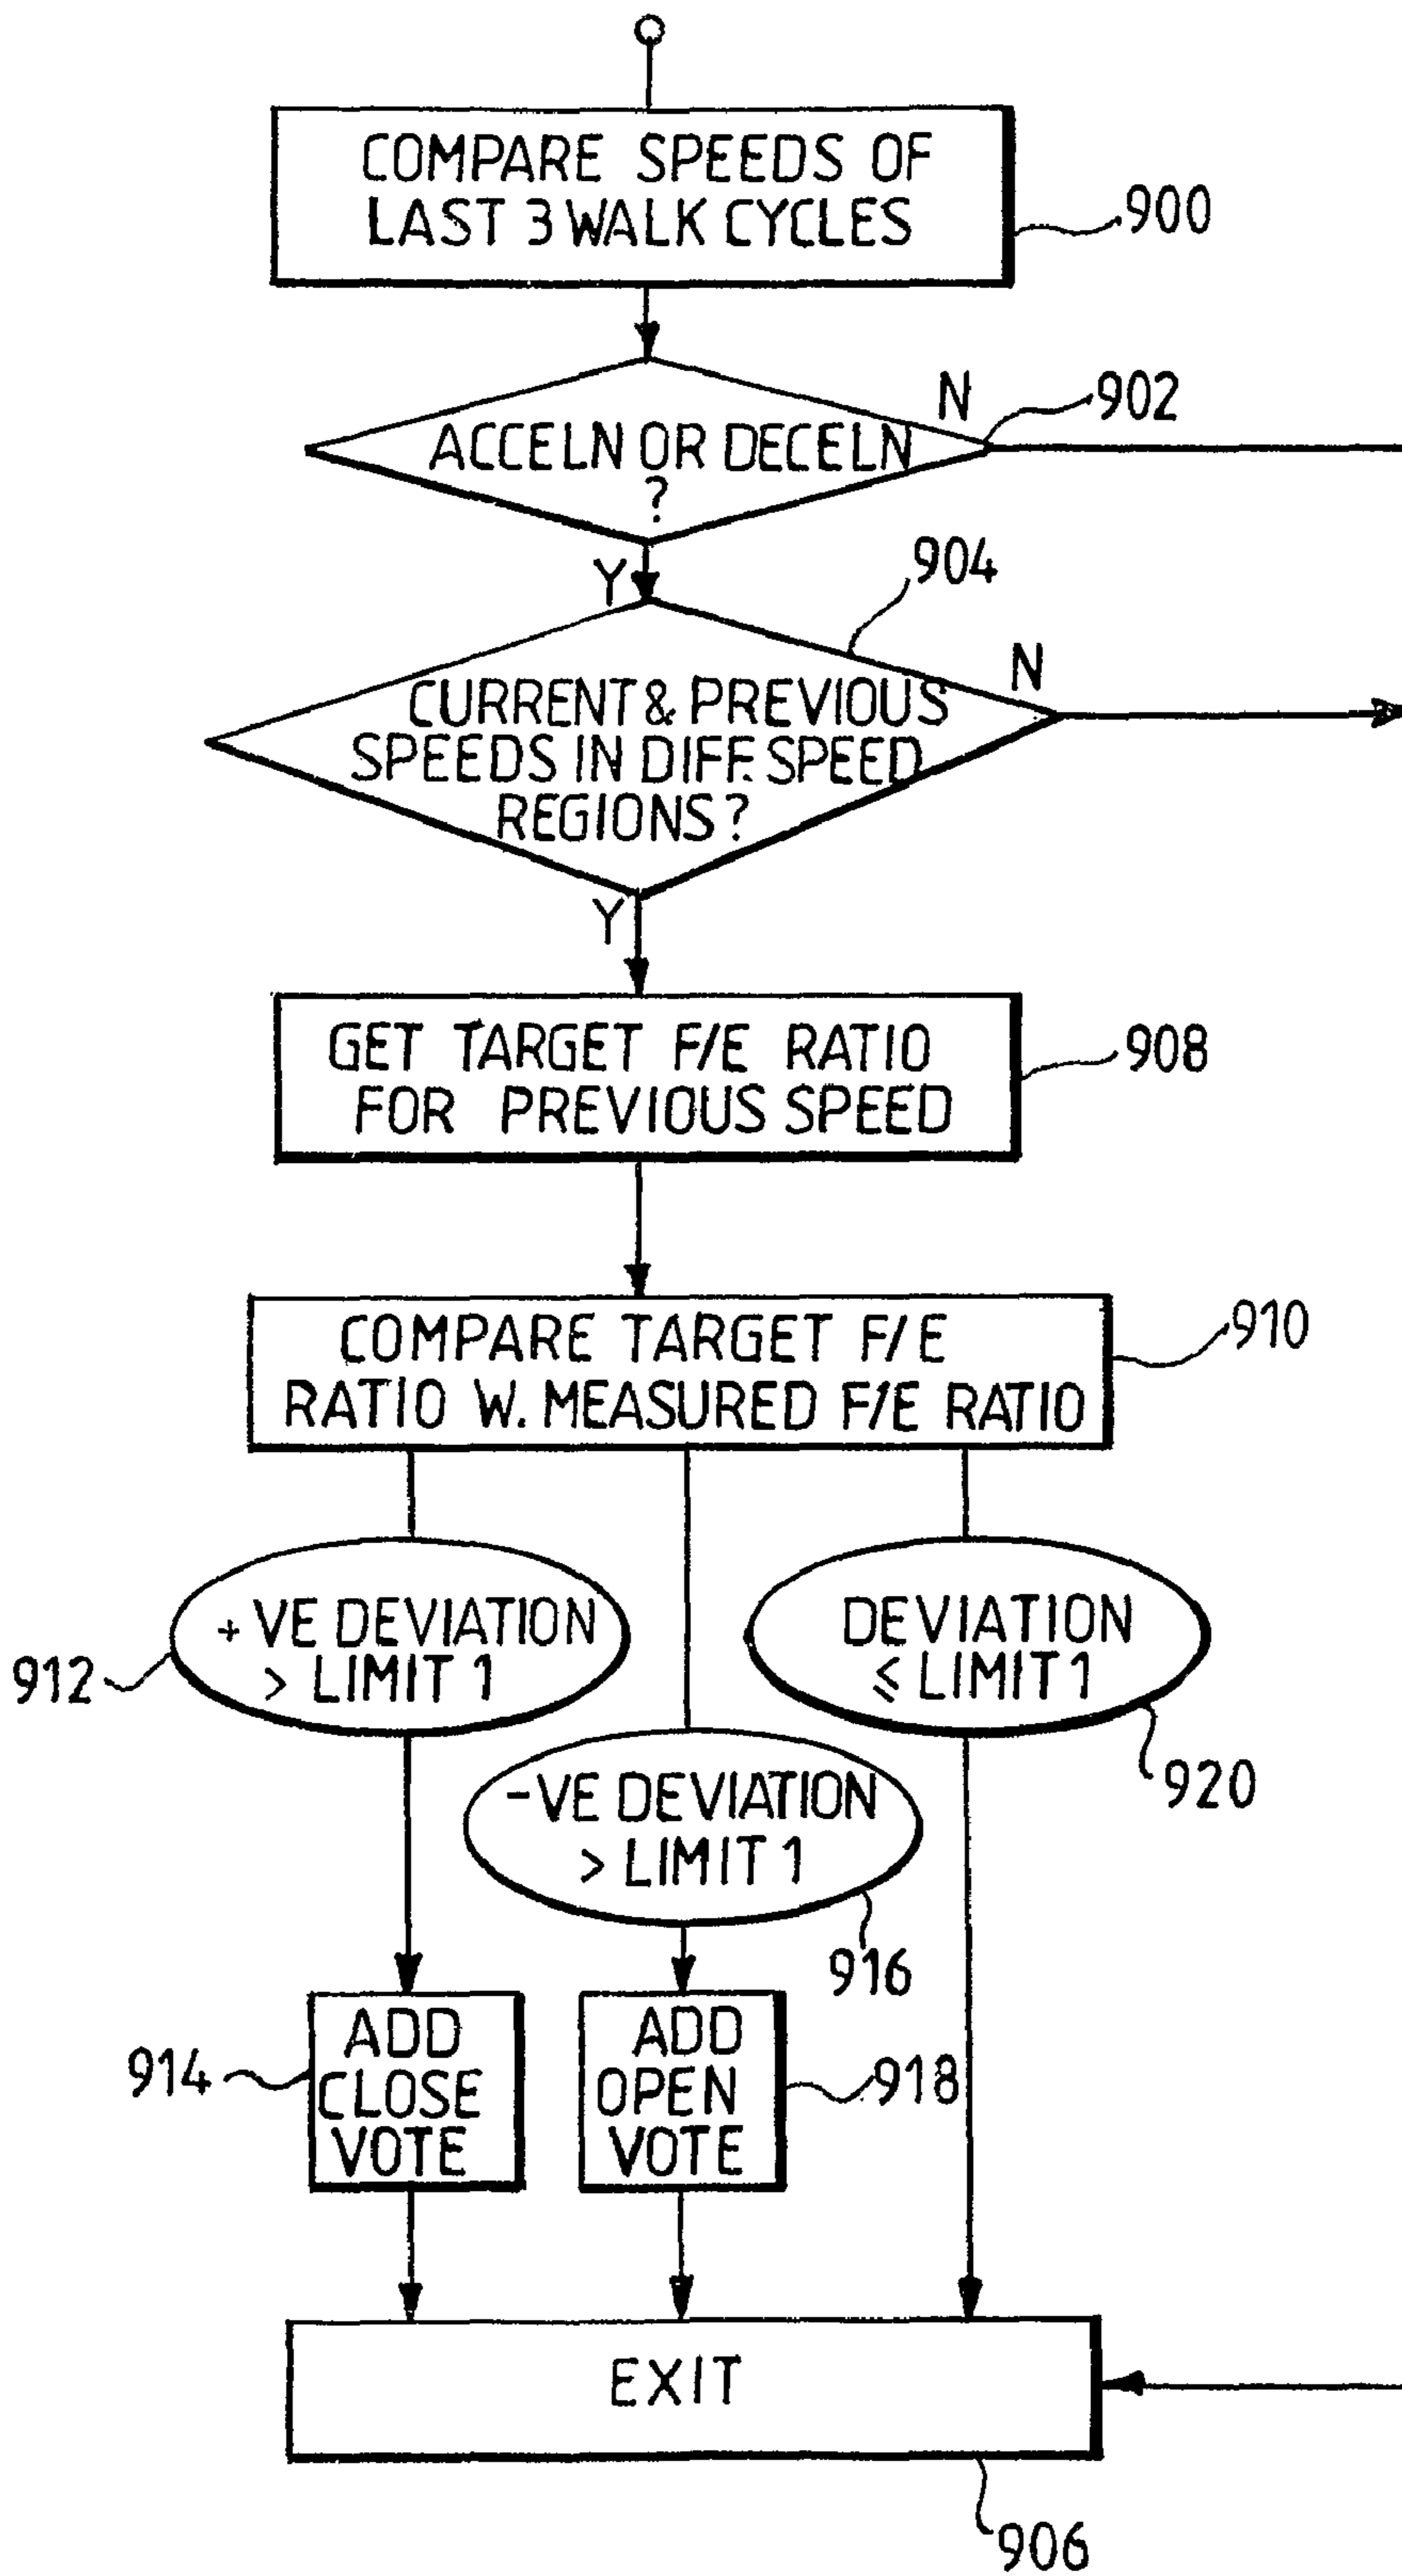 COMPARE SPEEDS OF
LAST 3 WALK CYCLES
900
N
902
ACCELN OR DECELN
?
Y
904
N
CURRENT & PREVIOUS
SPEEDS IN DIFF. SPEED
REGIONS?
Y
GET TARGET F/E RATIO
FOR PREVIOUS SPEED
908
COMPARE TARGET F/E
RATIO W. MEASURED F/E RATIO
910
+ VE DEVIATION
> LIMIT 1
912
DEVIATION
≤ LIMIT 1
920
-VE DEVIATION
> LIMIT 1
916
ADD
CLOSE
VOTE
914
ADD
OPEN
VOTE
918
EXIT
906